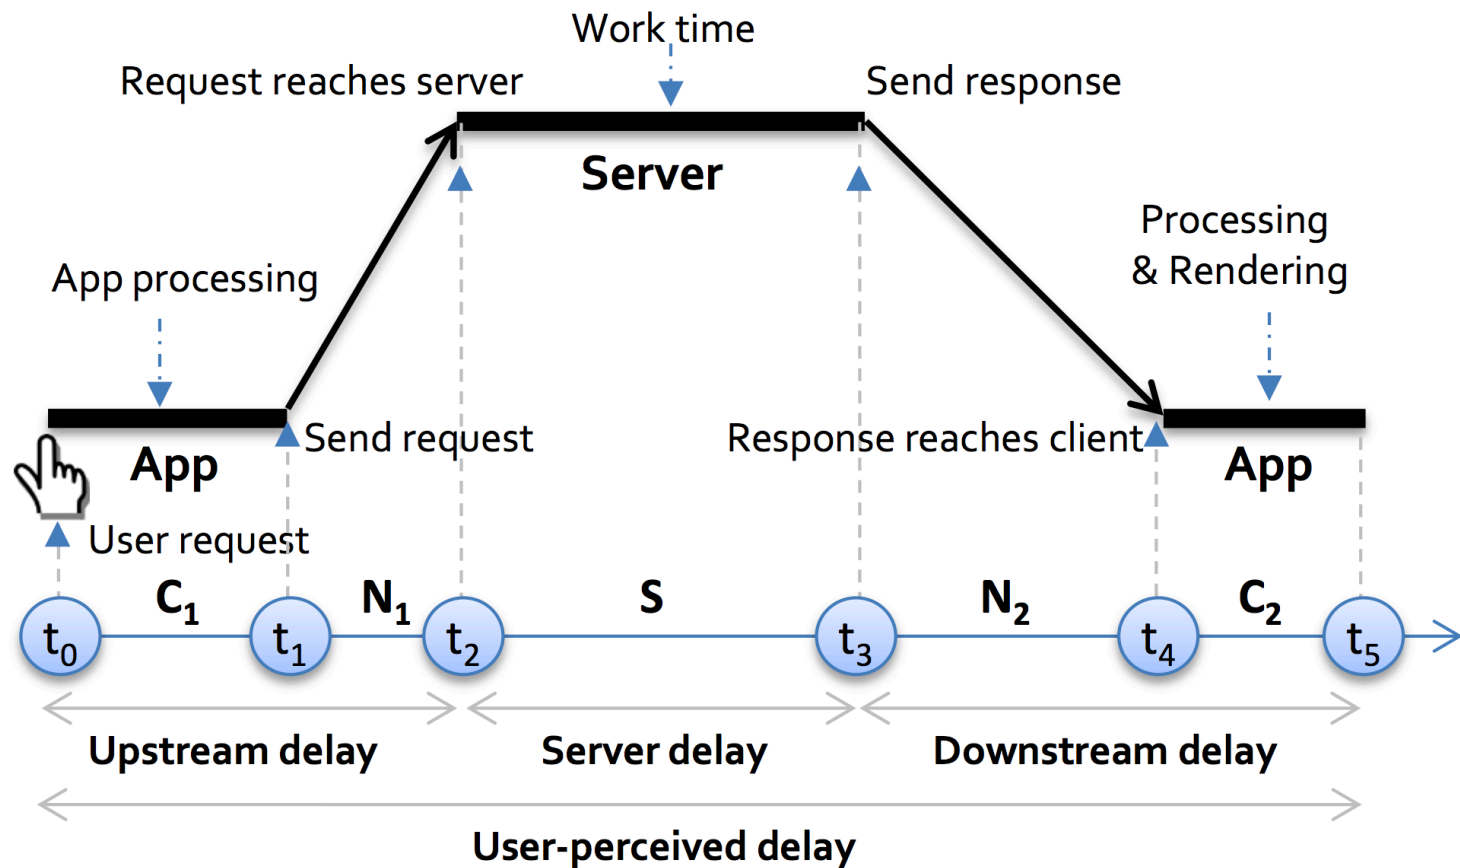 Work time
Request reaches server
Send response
Server
Processing
& Rendering
App processing
Send request
Response reaches client
App
App
User request
C1
N1
S
N2
C2
t0
t1
t2
t3
t4
t5
Upstream delay
Server delay
Downstream delay
User-perceived delay